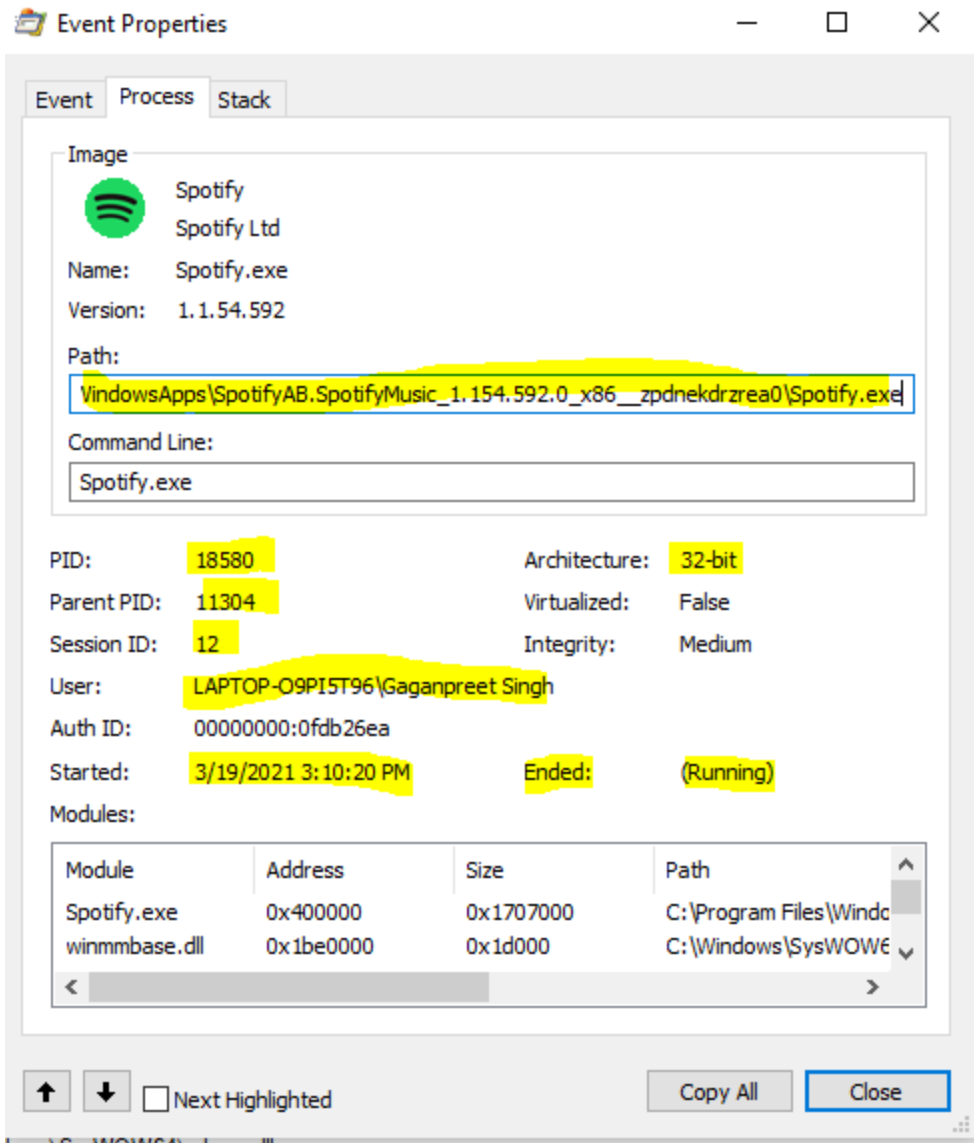 Event Properties
Event Process Stack
Image
Spotify
Spotify Ltd
Name: Spotify.exe
Version: 1.1.54.592
Path:
VindowsApps\SpotifyAB.SpotifyMusic_1.154.592.0_x86__zpdnekdrzrea0\Spotify.exe
Command Line:
Spotify.exe
PID: 18580 Architecture: 32-bit
Parent PID: 11304 Virtualized: False
Session ID: 12 Integrity: Medium
User: LAPTOP-O9PI5T96\Gaganpreet Singh
Auth ID: 00000000:0fdb26ea
Started: 3/19/2021 3:10:20 PM Ended: (Running)
Modules:
Module Address Size Path
Spotify.exe 0x400000 0x1707000 C:\Program Files\Windo
winmmbase.dll 0x1be0000 0x1d000 C:\Windows\SysWOW6
Next Highlighted Copy All Close